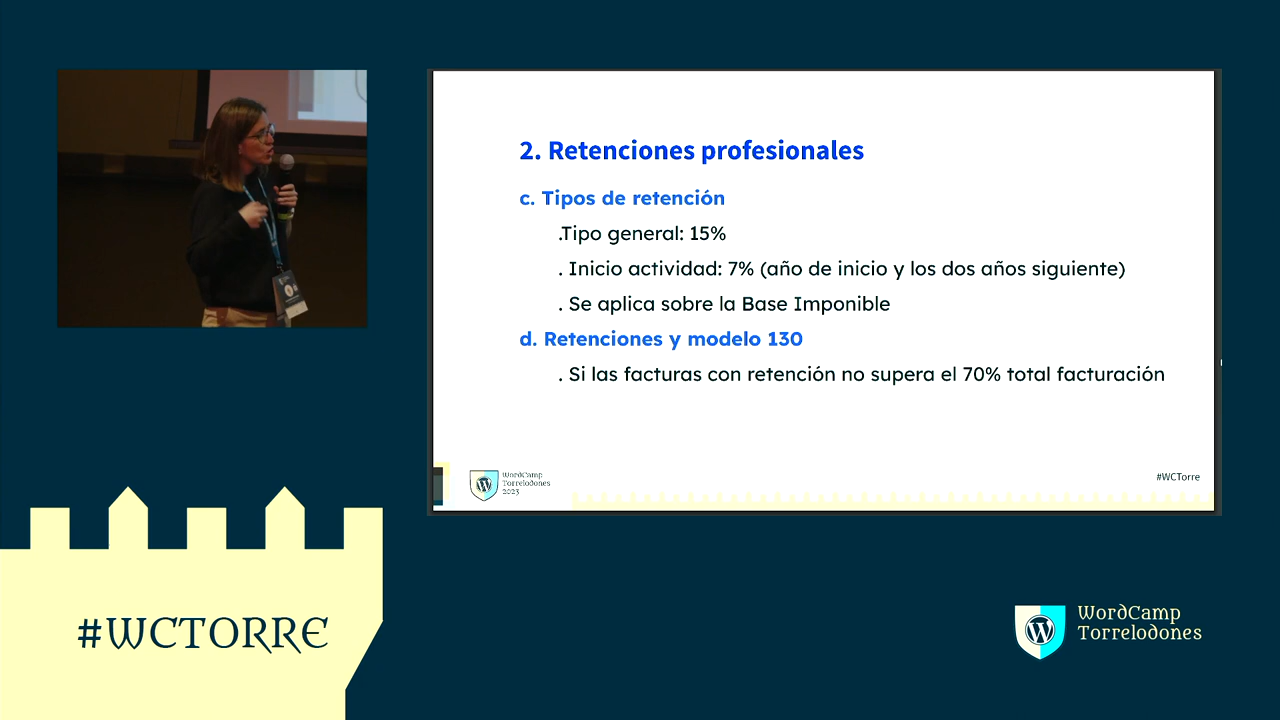 2. Retenciones profesionales
c. Tipos de retención
.Tipo general: 15%
. Inicio actividad: 7% (año de inicio y los dos años siguiente)
. Se aplica sobre la Base Imponible
d. Retenciones y modelo 130
. Si las facturas con retención no supera el 70% total facturación
WordCamp
Torrelodones
2023
#WCTorre
#WCTORRE
WordCamp
Torrelodones